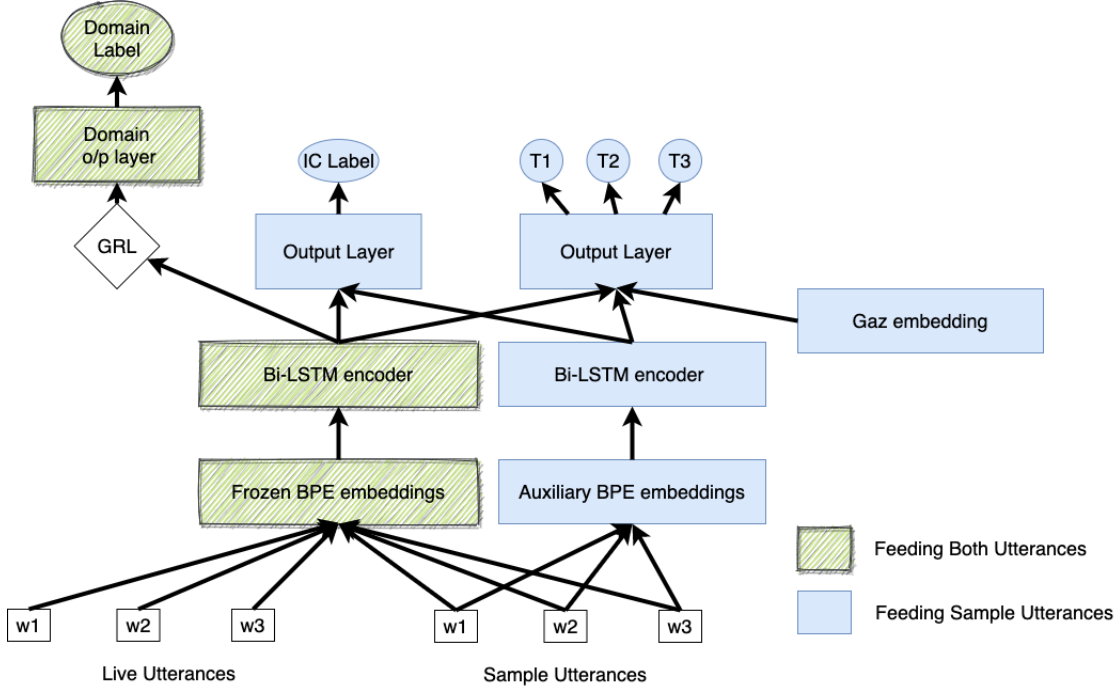 Domain
Label
Domain
o/p layer
IC Label
T1
T2
T3
GRL
Output Layer
Output Layer
Gaz embedding
Bi-LSTM encoder
Bi-LSTM encoder
Frozen BPE embeddings
Auxiliary BPE embeddings
Feeding Both Utterances
Feeding Sample Utterances
w1
w2
w3
w1
w2
w3
Live Utterances
Sample Utterances